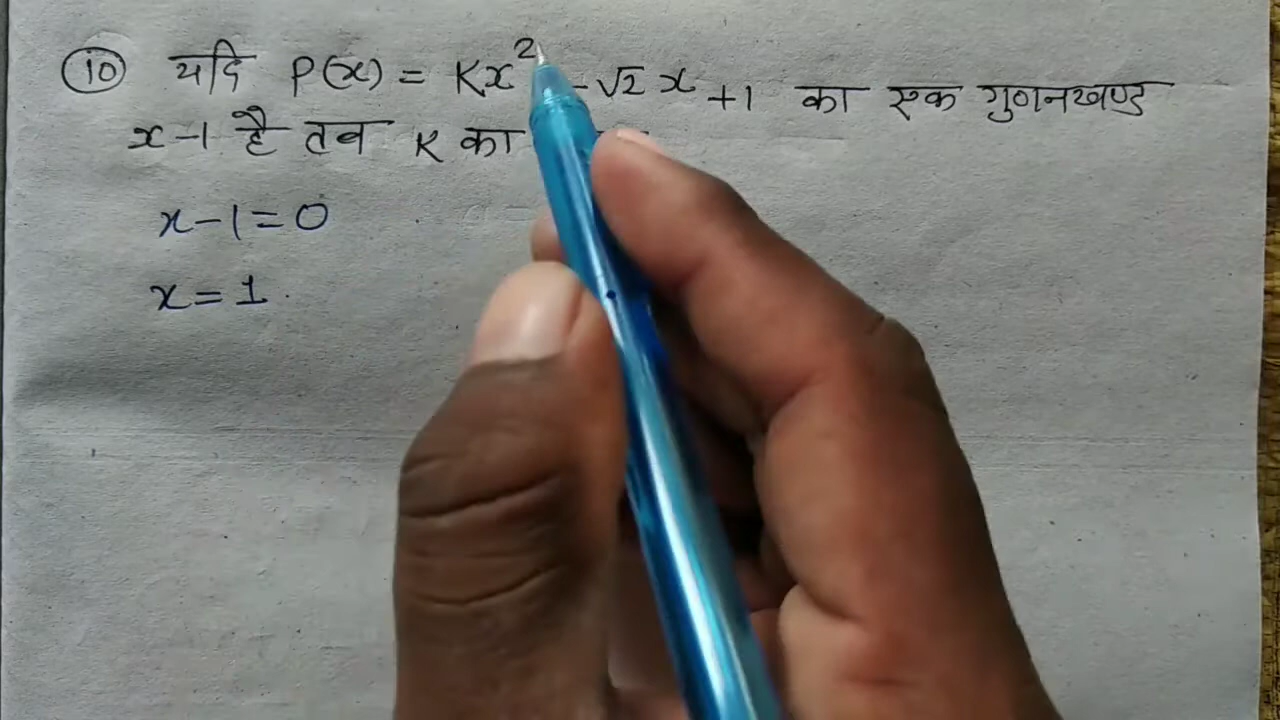 (10) यदि P(x) = Kx² - √2 x + 1 का एक गुणनखण्ड
x - 1 है तब K का
x - 1 = 0
x = 1